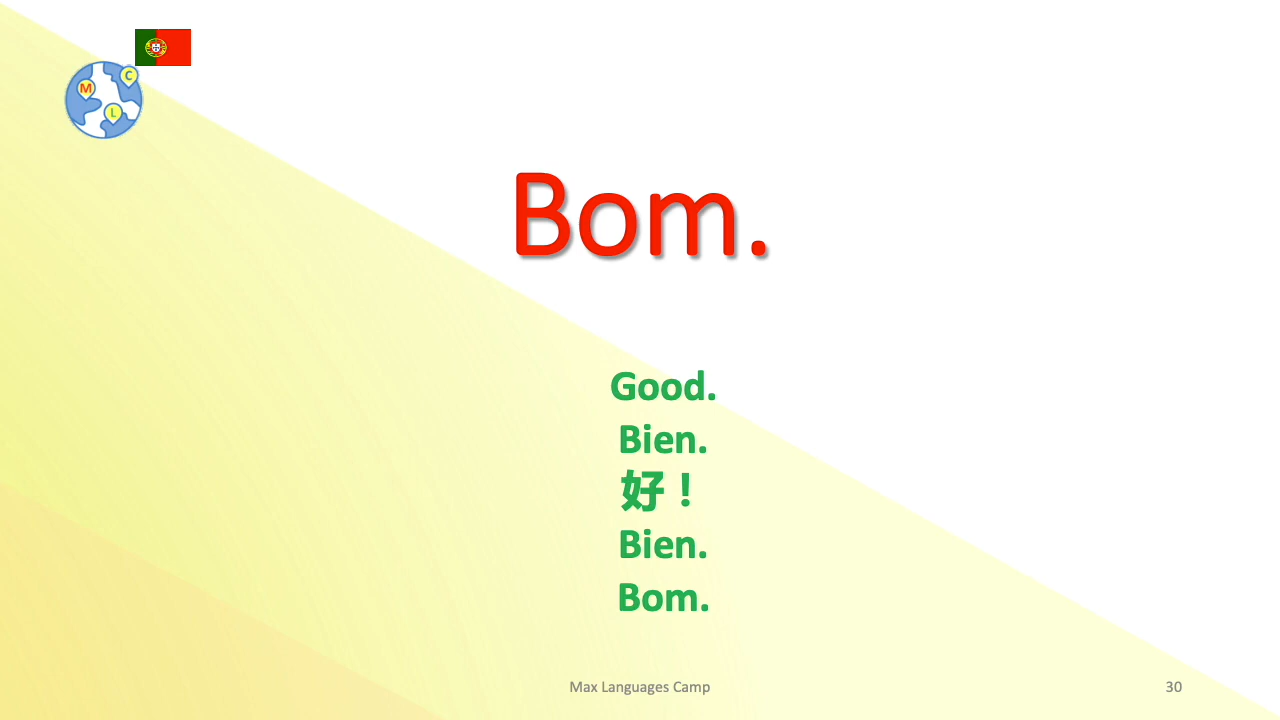 C
M
L
Bom.
Good.
Bien.
好！
Bien.
Bom.
Max Languages Camp
30